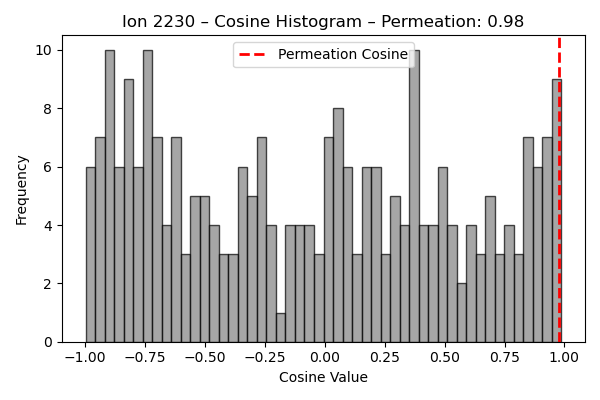 Ion 2230 – Cosine Histogram – Permeation: 0.98
Permeation Cosine
Frequency
10
8
6
4
2
0
−1.00 −0.75 −0.50 −0.25 0.00 0.25 0.50 0.75 1.00
Cosine Value